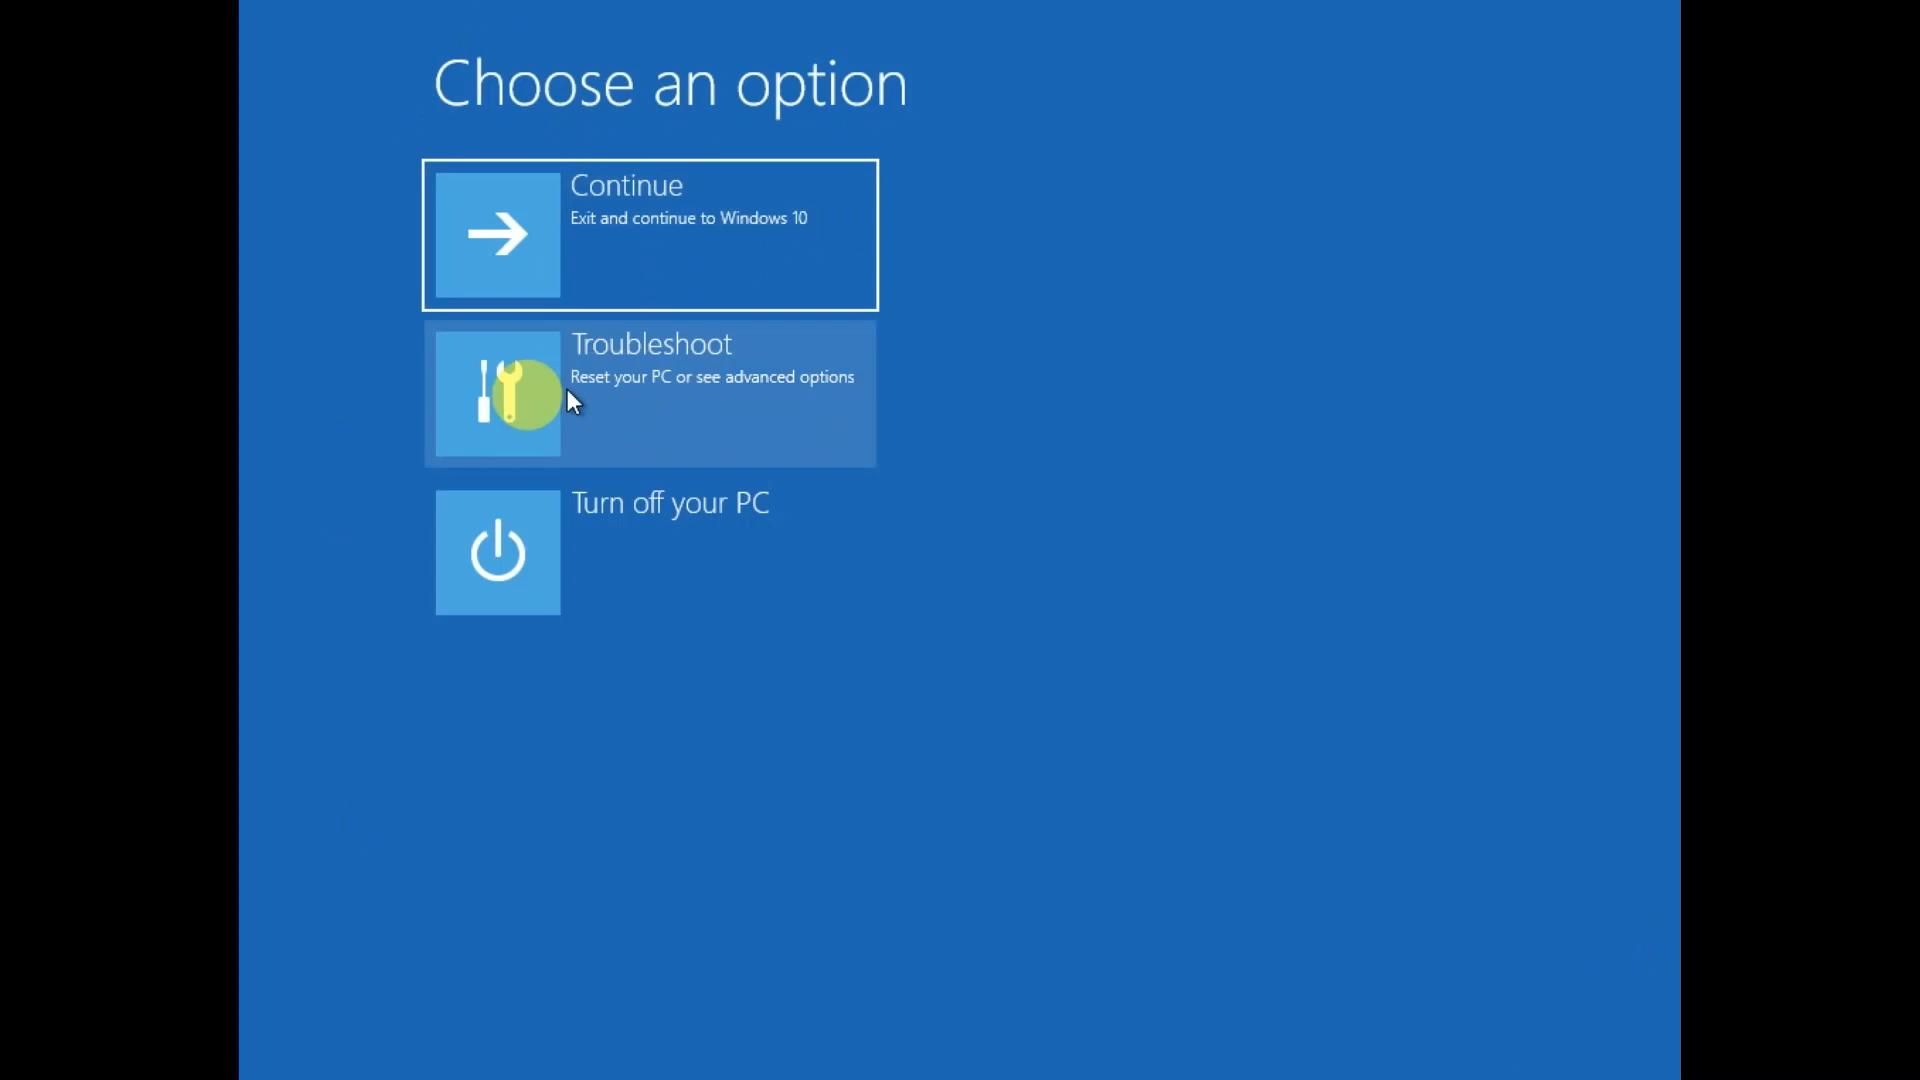 Choose an option
Continue
Exit and continue to Windows 10
Troubleshoot
Reset your PC or see advanced options
Turn off your PC